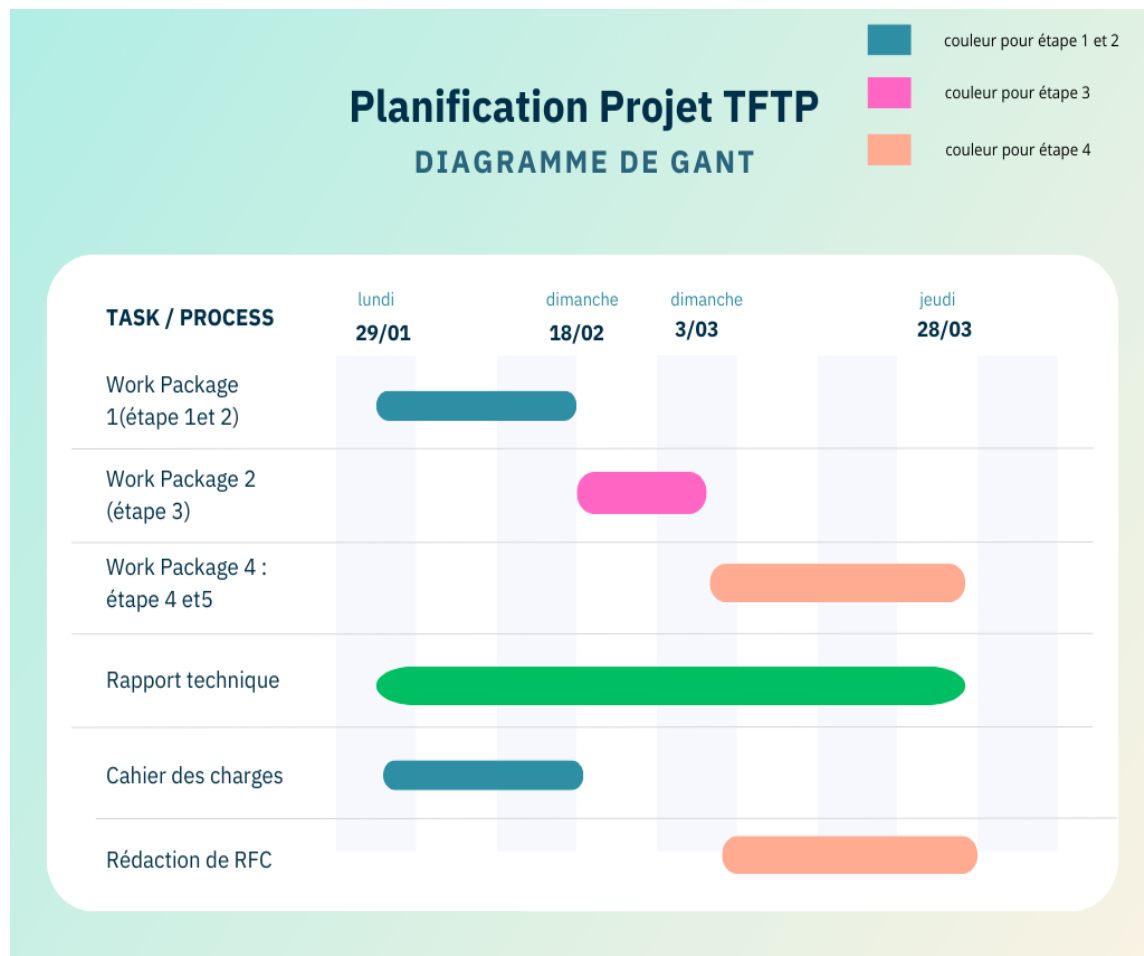 couleur pour étape 1 et 2
couleur pour étape 3
couleur pour étape 4
Planification Projet TFTP
DIAGRAMME DE GANT
TASK / PROCESS
lundi
29/01
dimanche
18/02
dimanche
3/03
jeudi
28/03
Work Package
1(étape 1et 2)
Work Package 2
(étape 3)
Work Package 4 :
étape 4 et5
Rapport technique
Cahier des charges
Rédaction de RFC